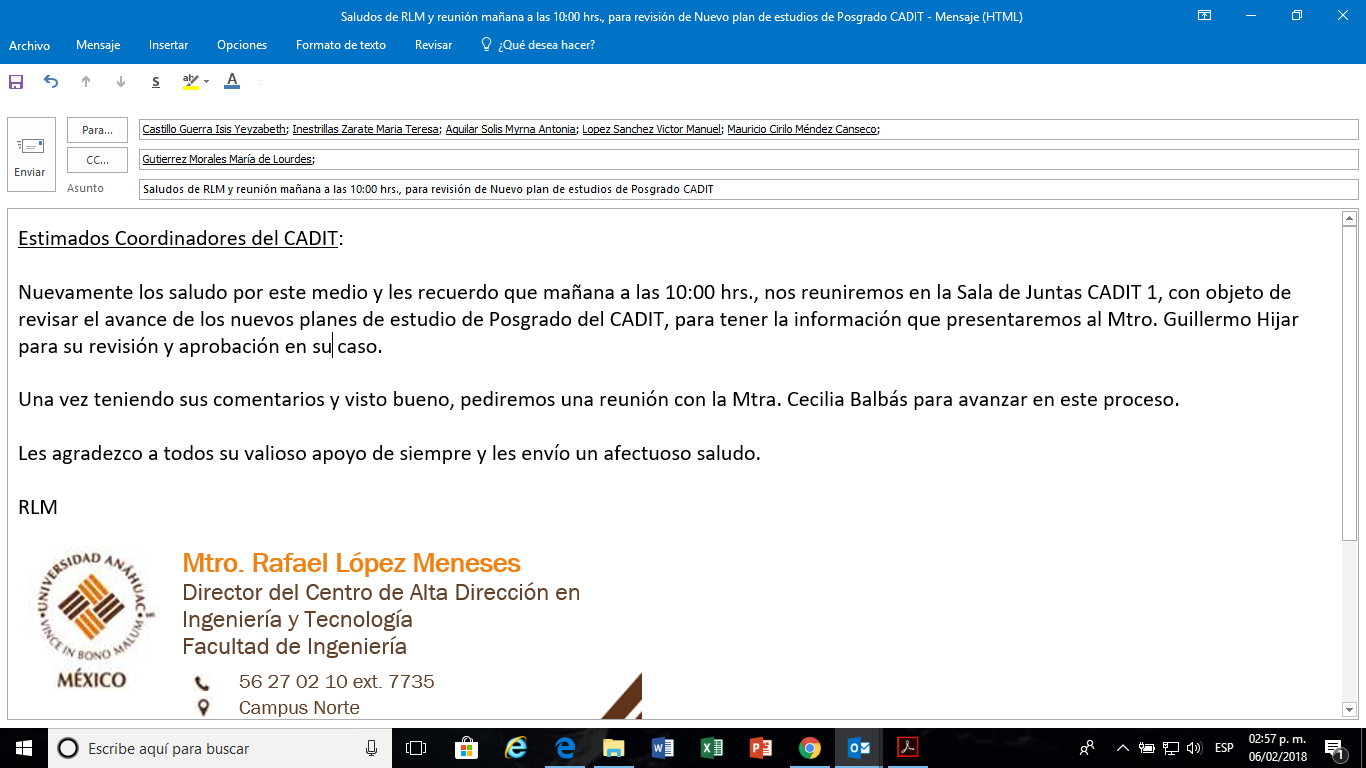 Saludos de RLM y reunión mañana a las 10:00 hrs., para revisión de Nuevo plan de estudios de Posgrado CADIT - Mensaje (HTML)
Archivo Mensaje Insertar Opciones Formato de texto Revisar ¿Qué desea hacer?
S ab A
Para... Castillo Guerra Isis Yeyzabeth; Inestrillas Zarate Maria Teresa; Aguilar Solis Myrna Antonia; Lopez Sanchez Victor Manuel; Mauricio Cirilo Méndez Canseco;
CC... Gutierrez Morales María de Lourdes;
Enviar
Asunto Saludos de RLM y reunión mañana a las 10:00 hrs., para revisión de Nuevo plan de estudios de Posgrado CADIT
Estimados Coordinadores del CADIT:
Nuevamente los saludo por este medio y les recuerdo que mañana a las 10:00 hrs., nos reuniremos en la Sala de Juntas CADIT 1, con objeto de
revisar el avance de los nuevos planes de estudio de Posgrado del CADIT, para tener la información que presentaremos al Mtro. Guillermo Hijar
para su revisión y aprobación en su caso.
Una vez teniendo sus comentarios y visto bueno, pediremos una reunión con la Mtra. Cecilia Balbás para avanzar en este proceso.
Les agradezco a todos su valioso apoyo de siempre y les envío un afectuoso saludo.
RLM
UNIVERSIDAD ANÁHUAC
VINCE IN BONO MALUM
MÉXICO
Mtro. Rafael López Meneses
Director del Centro de Alta Dirección en
Ingeniería y Tecnología
Facultad de Ingeniería
56 27 02 10 ext. 7735
Campus Norte
Escribe aquí para buscar
ESP
02:57 p. m.
06/02/2018
1